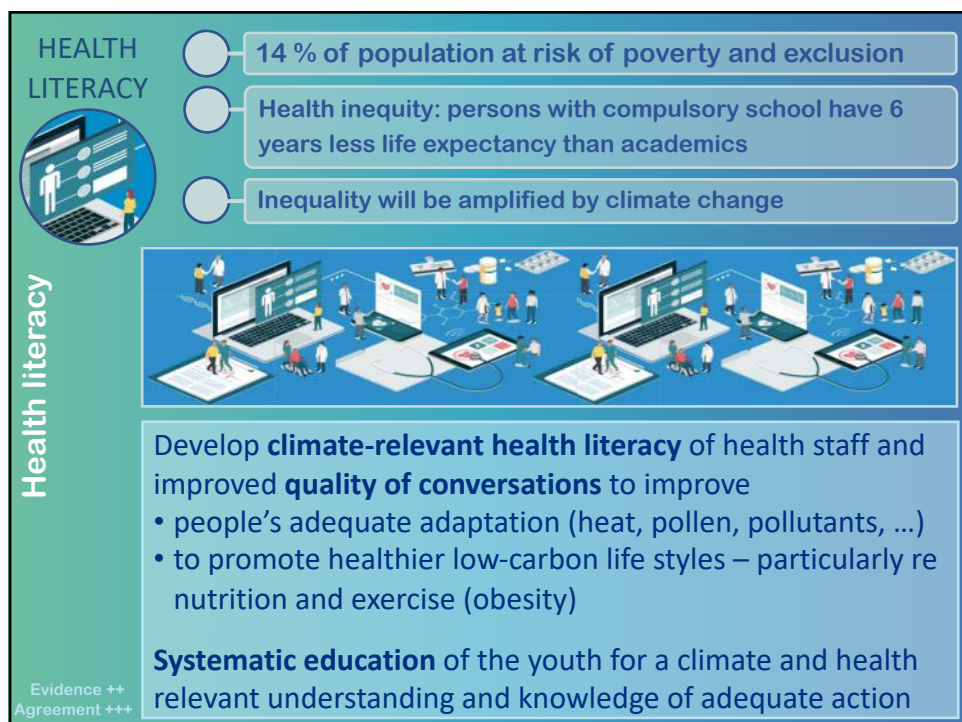 HEALTH
LITERACY
14 % of population at risk of poverty and exclusion
Health inequity: persons with compulsory school have 6
years less life expectancy than academics
Inequality will be amplified by climate change
Health literacy
Develop climate-relevant health literacy of health staff and
improved quality of conversations to improve
• people’s adequate adaptation (heat, pollen, pollutants, …)
• to promote healthier low-carbon life styles – particularly re
nutrition and exercise (obesity)
Systematic education of the youth for a climate and health
relevant understanding and knowledge of adequate action
Evidence ++
Agreement +++